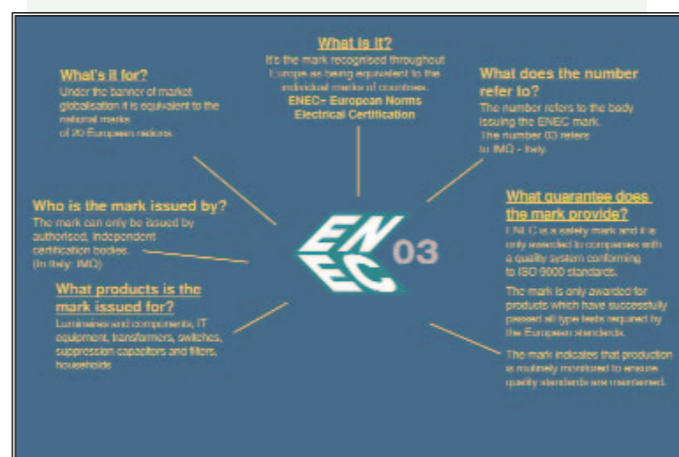 What is it?
It's the mark recognised throughout
Europe as being equivalent to the
individual marks of countries.
ENEC= European Norms
Electrical Certification
What's it for?
Under the banner of market
globalisation it is equivalent to the
national marks
of 20 European nations.
What does the number
refer to?
The number refers to the body
issuing the ENEC mark.
The number 03 refers
to IMQ - Italy.
Who is the mark issued by?
The mark can only be issued by
authorised, independent
certification bodies.
(In Italy: IMQ)
EN
EC
03
What guarantee does
the mark provide?
ENEC is a safety mark and it is
only awarded to companies with
a quality system conforming
to ISO 9000 standards.
The mark is only awarded for
products which have successfully
passed all type tests required by
the European standards.
The mark indicates that production
is routinely monitored to ensure
quality standards are maintained.
What products is the
mark issued for?
Luminaires and components, IT
equipment, transformers, switches,
suppression capacitors and filters,
households